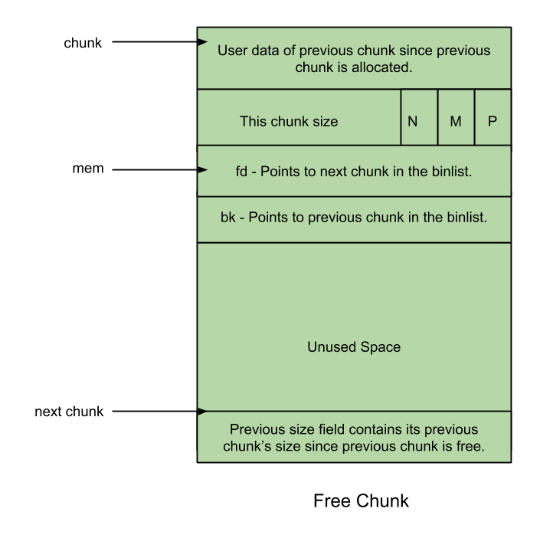 chunk
User data of previous chunk since previous
chunk is allocated.
This chunk size N M P
mem
fd - Points to next chunk in the binlist.
bk - Points to previous chunk in the binlist.
Unused Space
next chunk
Previous size field contains its previous
chunk's size since previous chunk is free.
Free Chunk